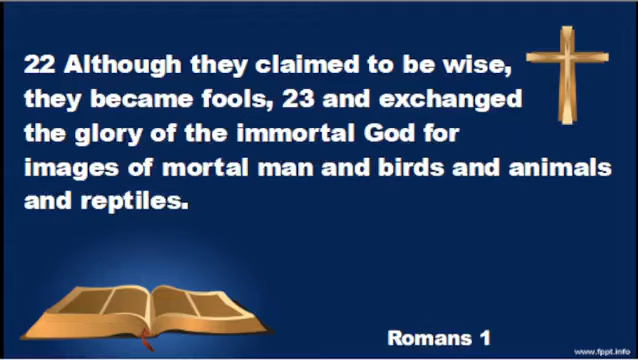 22 Although they claimed to be wise,
they became fools, 23 and exchanged
the glory of the immortal God for
images of mortal man and birds and animals
and reptiles.
Romans 1
www.fppt.info